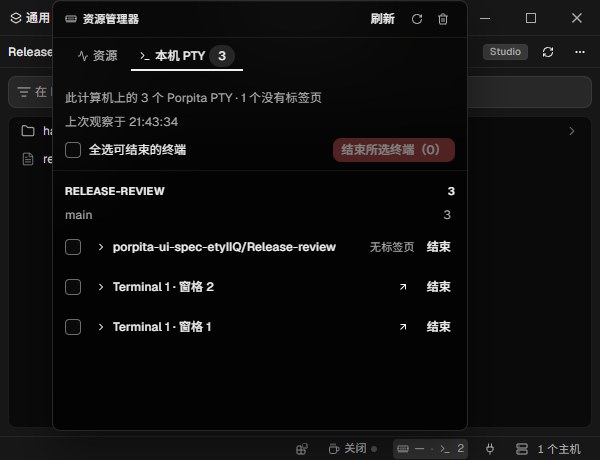 通用
资源管理器
刷新
Release
Studio
资源
本机 PTY 3
在
此计算机上的 3 个 Porpita PTY · 1 个没有标签页
上次观察于 21:43:34
全选可结束的终端
结束所选终端（0）
RELEASE-REVIEW 3
main 3
porpita-ui-spec-etyIIQ/Release-review 无标签页 结束
Terminal 1 · 窗格 2 结束
Terminal 1 · 窗格 1 结束
关闭
2
1 个主机